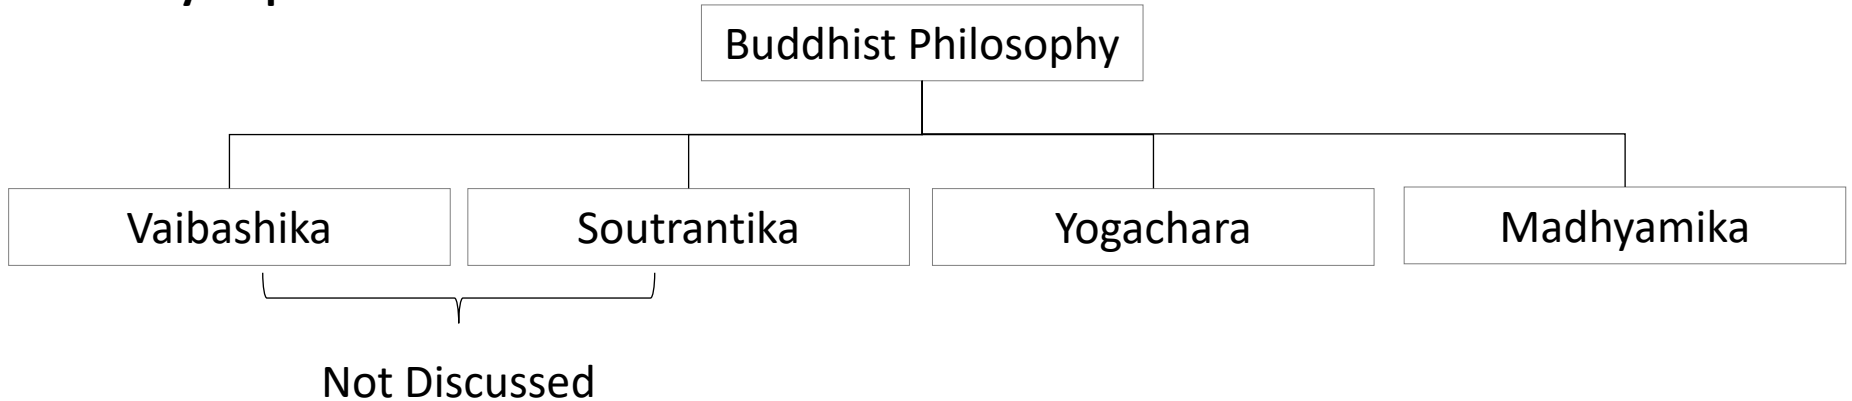 Buddhist Philosophy
Vaibashika
Soutrantika
Yogachara
Madhyamika
Not Discussed